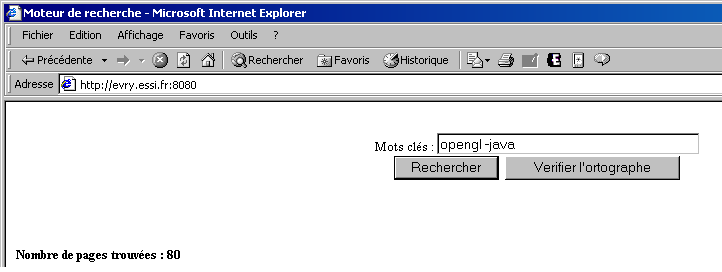 Moteur de recherche - Microsoft Internet Explorer
Fichier Edition Affichage Favoris Outils ?
Précédente Rechercher Favoris Historique
Adresse http://evry.essi.fr:8080
Mots clés : opengl -java
Rechercher Verifier l'ortographe
Nombre de pages trouvées : 80